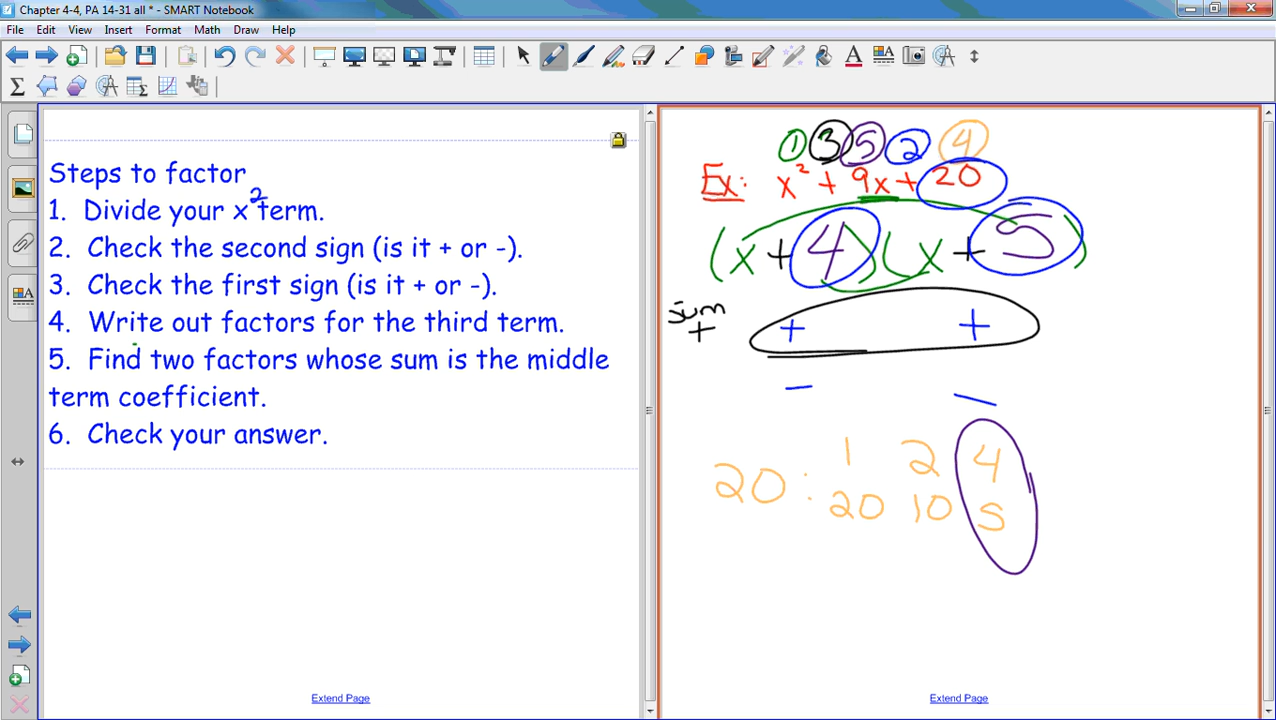 Chapter 4-4, PA 14-31 all * - SMART Notebook
File Edit View Insert Format Math Draw Help
Steps to factor
1. Divide your x² term.
2. Check the second sign (is it + or -).
3. Check the first sign (is it + or -).
4. Write out factors for the third term.
5. Find two factors whose sum is the middle
term coefficient.
6. Check your answer.
Extend Page
1 3 5 2 4
Ex: x² + 9x + 20
(x + 4)(x + 5)
sum
+ + +
- -
1 2 4
20 :
20 10 5
Extend Page